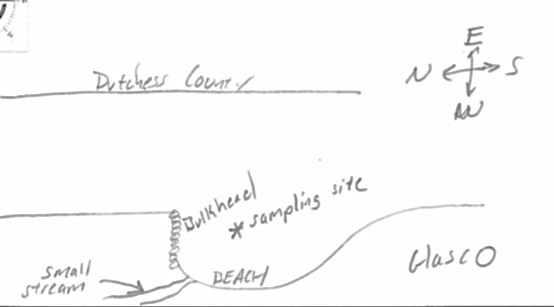 E
N S
W
Dutchess County
Bulkhead
* sampling site
small
stream
BEACH
Glasco